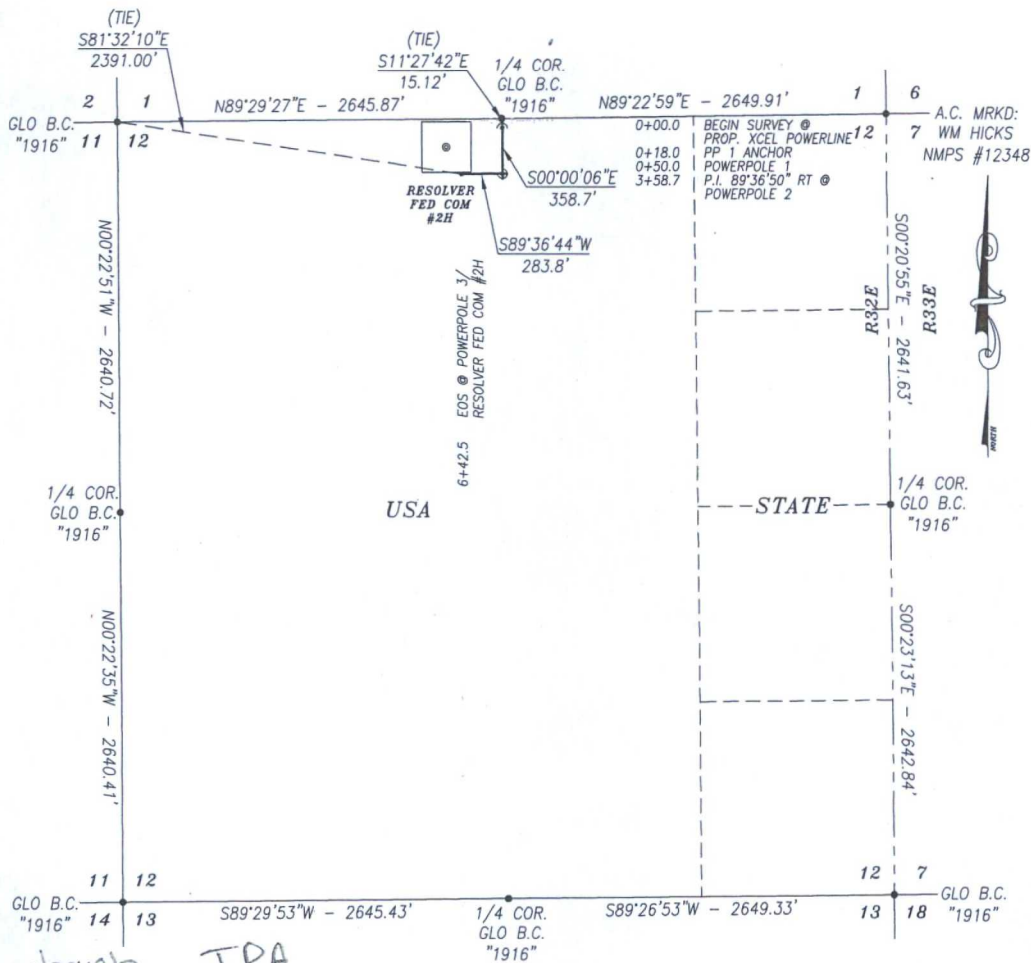 (TIE)
S81°32'10"E
2391.00'
(TIE)
S11°27'42"E
15.12'
1/4 COR.
GLO B.C.
"1916"
2 1
N89°29'27"E - 2645.87'
N89°22'59"E - 2649.91'
1 6
GLO B.C.
"1916" 11 12
12 7
A.C. MRKD:
WM HICKS
NMPS #12348
0+00.0 BEGIN SURVEY @
PROP. XCEL POWERLINE
0+18.0 PP 1 ANCHOR
0+50.0 POWERPOLE 1
3+58.7 P.I. 89°36'50" RT @
POWERPOLE 2
RESOLVER
FED COM
#2H
S00°00'06"E
358.7'
S89°36'44"W
283.8'
6+42.5 EOS @ POWERPOLE 3/
RESOLVER FED COM #2H
N00°22'51"W - 2640.72'
S00°20'55"E - 2641.63'
R32E
R33E
NORTH
1/4 COR.
GLO B.C.
"1916"
USA
STATE
1/4 COR.
GLO B.C.
"1916"
N00°22'35"W - 2640.41'
S00°23'13"E - 2642.84'
11 12
12 7
GLO B.C.
"1916" 14 13
S89°29'53"W - 2645.43'
1/4 COR.
GLO B.C.
"1916"
S89°26'53"W - 2649.33'
13 18
GLO B.C.
"1916"